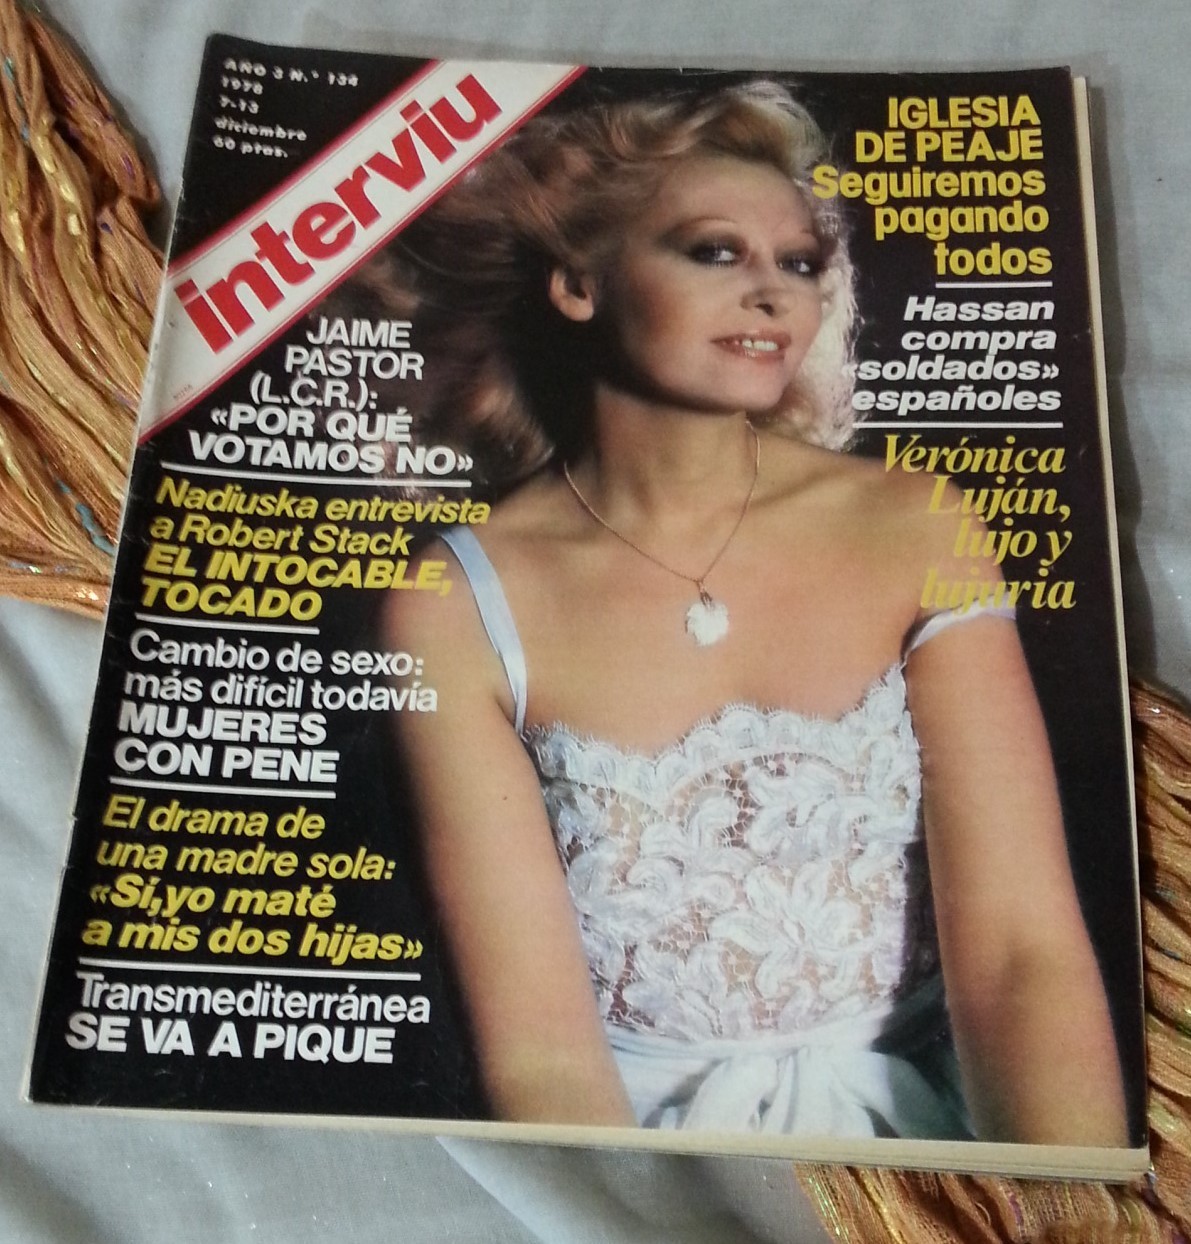 AÑO 3 N.º 134
1978
7-13
diciembre
60 ptas.
interviu
JAIME
PASTOR
(L.C.R.):
«POR QUÉ
VOTAMOS NO»
Nadiuska entrevista
a Robert Stack
EL INTOCABLE,
TOCADO
Cambio de sexo:
más difícil todavía
MUJERES
CON PENE
El drama de
una madre sola:
«Sí, yo maté
a mis dos hijas»
Transmediterránea
SE VA A PIQUE
IGLESIA
DE PEAJE
Seguiremos
pagando
todos
Hassan
compra
«soldados»
españoles
Verónica
Luján,
lujo y
lujuria